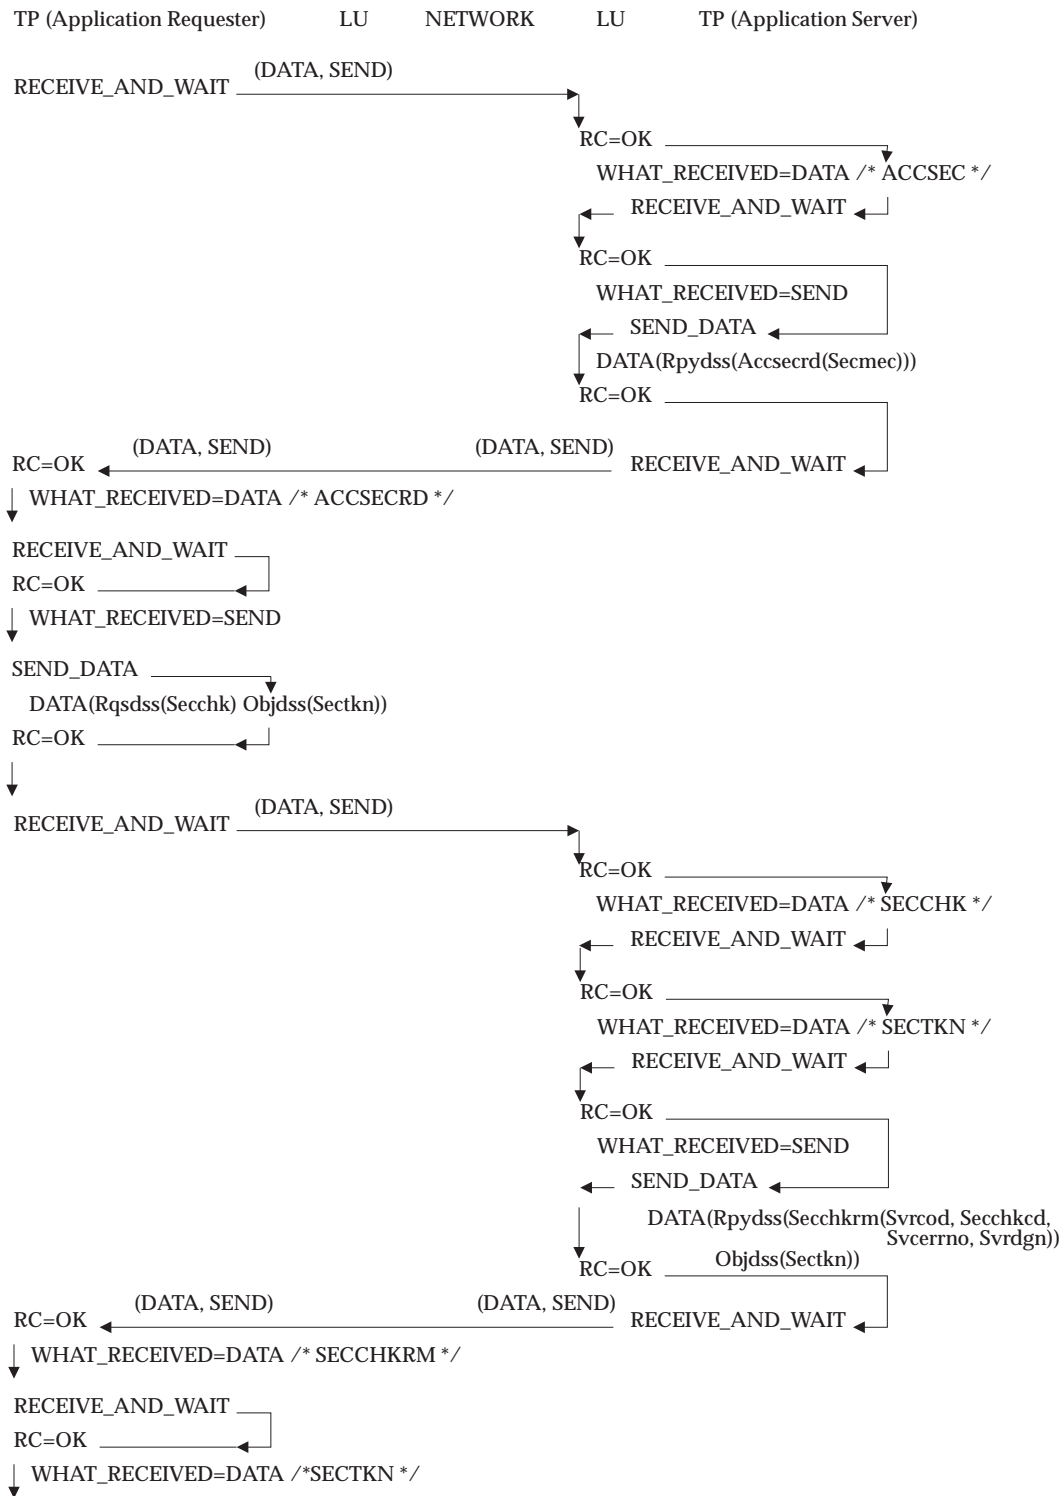 TP (Application Requester) LU NETWORK LU TP (Application Server)
(DATA, SEND)
RECEIVE_AND_WAIT
RC=OK
WHAT_RECEIVED=DATA /* ACCSEC */
RECEIVE_AND_WAIT
RC=OK
WHAT_RECEIVED=SEND
SEND_DATA
DATA(Rpydss(Accsecrd(Secmec)))
RC=OK
(DATA, SEND) (DATA, SEND)
RC=OK RECEIVE_AND_WAIT
WHAT_RECEIVED=DATA /* ACCSECRD */
RECEIVE_AND_WAIT
RC=OK
WHAT_RECEIVED=SEND
SEND_DATA
DATA(Rqsdss(Secchk) Objdss(Sectkn))
RC=OK
(DATA, SEND)
RECEIVE_AND_WAIT
RC=OK
WHAT_RECEIVED=DATA /* SECCHK */
RECEIVE_AND_WAIT
RC=OK
WHAT_RECEIVED=DATA /* SECTKN */
RECEIVE_AND_WAIT
RC=OK
WHAT_RECEIVED=SEND
SEND_DATA
DATA(Rpydss(Secchkrm(Svrcod, Secchkcd,
Svcerrno, Svrdgn))
RC=OK Objdss(Sectkn))
(DATA, SEND) (DATA, SEND)
RC=OK RECEIVE_AND_WAIT
WHAT_RECEIVED=DATA /* SECCHKRM */
RECEIVE_AND_WAIT
RC=OK
WHAT_RECEIVED=DATA /*SECTKN */